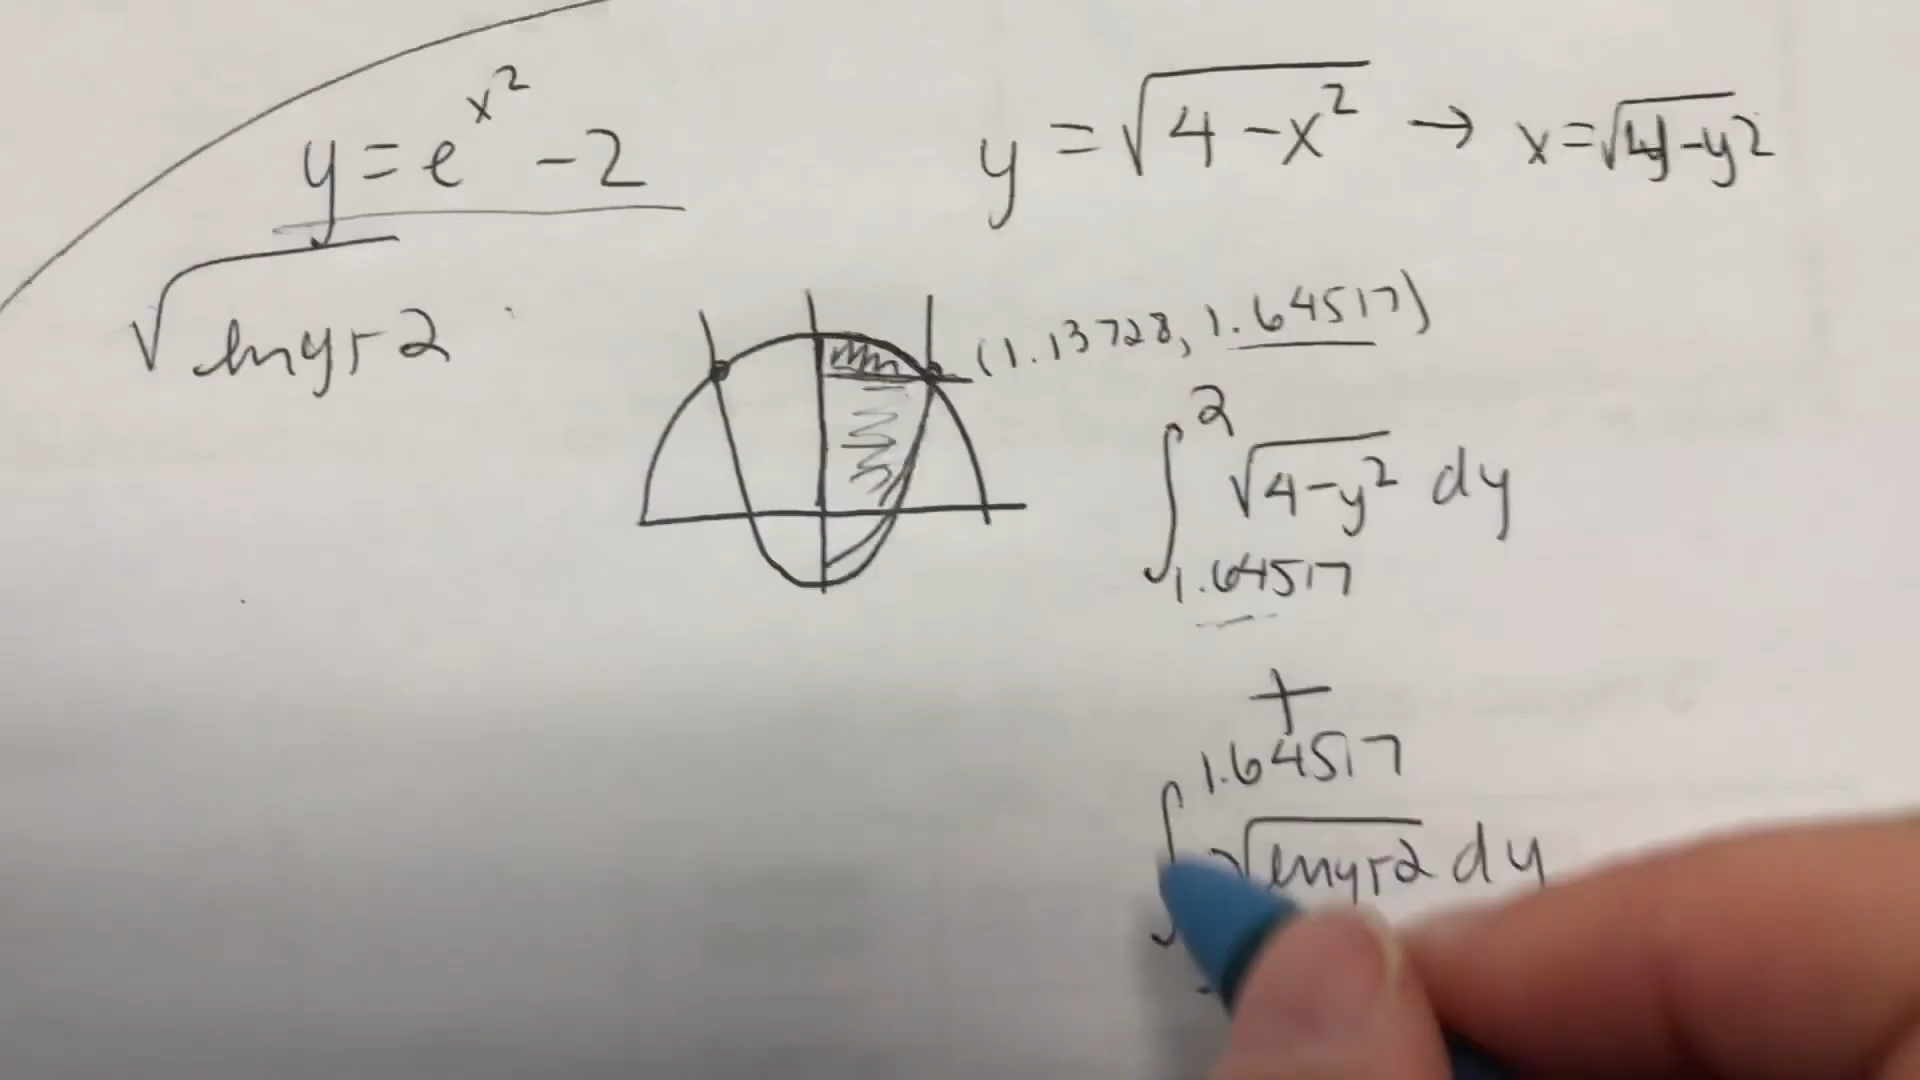 y = e^{x^2} - 2
y = √(4 - x^2) → x = √(4 - y^2)
√(ln y+2)
(1.13728, 1.64517)
∫_{1.64517}^{2} √(4-y^2) dy
+
∫^{1.64517} √(ln y+2) dy